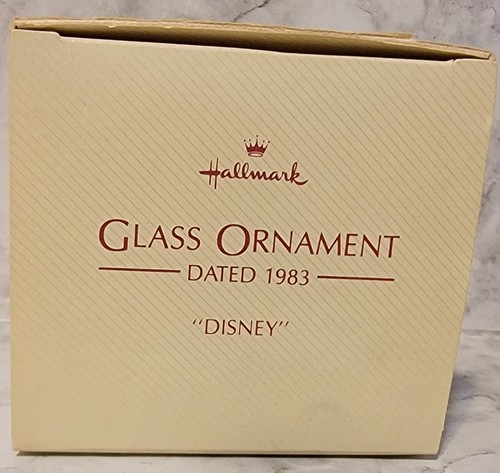 Hallmark
GLASS ORNAMENT
DATED 1983
"DISNEY"